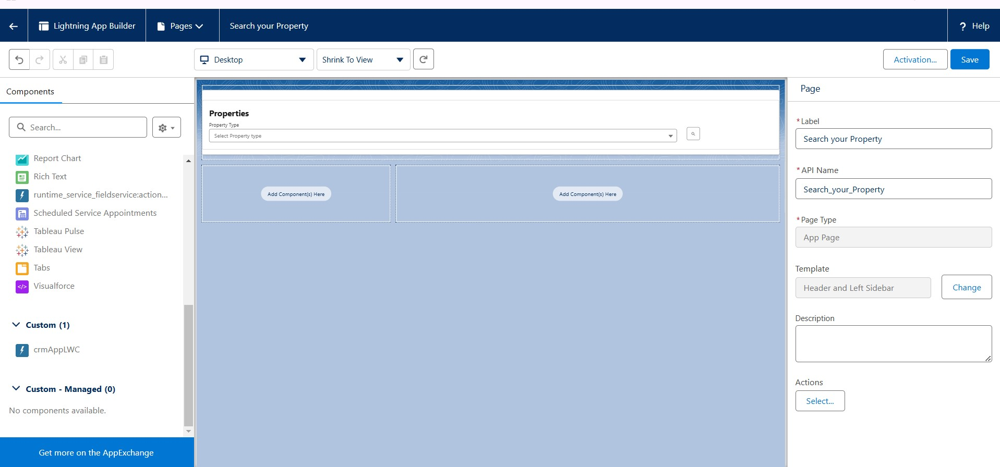 Lightning App Builder
Pages
Search your Property
? Help
Desktop
Shrink To View
Activation...
Save
Components
Search...
Report Chart
Rich Text
runtime_service_fieldservice:action...
Scheduled Service Appointments
Tableau Pulse
Tableau View
Tabs
Visualforce
Custom (1)
crmAppLWC
Custom - Managed (0)
No components available.
Get more on the AppExchange
Properties
Property Type
Select Property type
Add Component(s) Here
Add Component(s) Here
Page
*Label
Search your Property
*API Name
Search_your_Property
*Page Type
App Page
Template
Header and Left Sidebar
Change
Description
Actions
Select...